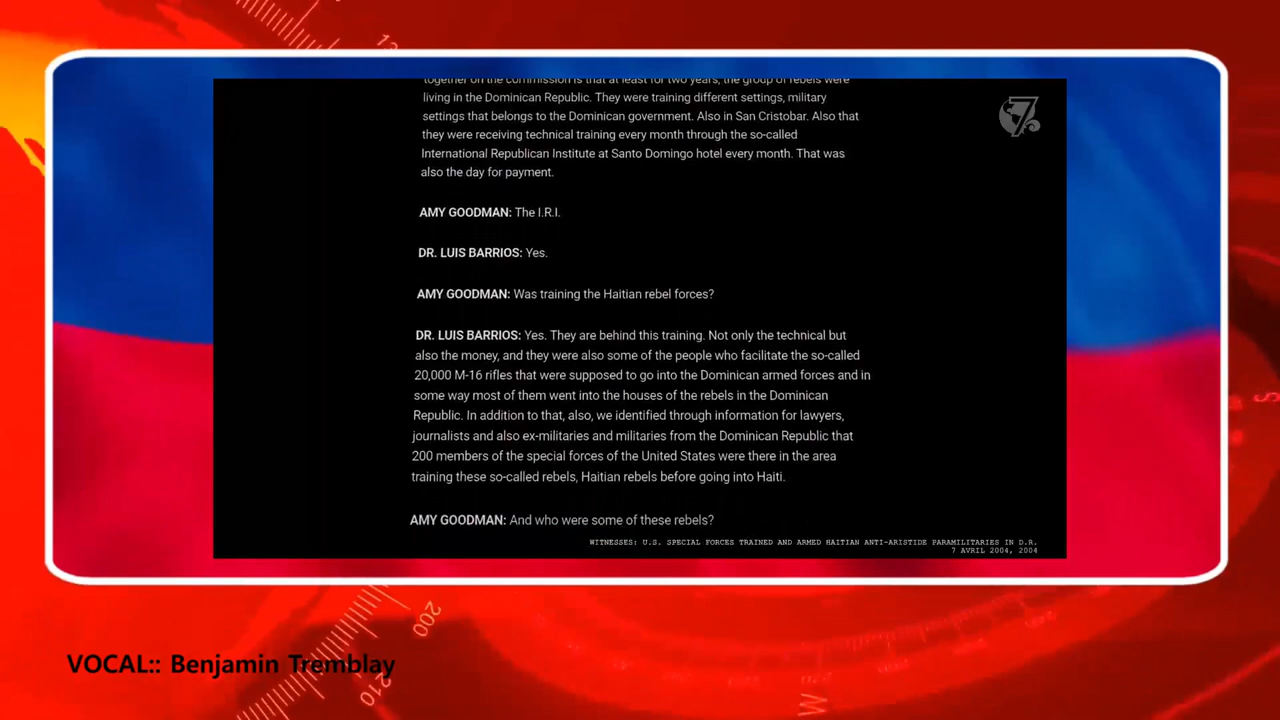 together on the commission is that at least for two years, the group of rebels were
living in the Dominican Republic. They were training different settings, military
settings that belongs to the Dominican government. Also in San Cristobar. Also that
they were receiving technical training every month through the so-called
International Republican Institute at Santo Domingo hotel every month. That was
also the day for payment.
AMY GOODMAN: The I.R.I.
DR. LUIS BARRIOS: Yes.
AMY GOODMAN: Was training the Haitian rebel forces?
DR. LUIS BARRIOS: Yes. They are behind this training. Not only the technical but
also the money, and they were also some of the people who facilitate the so-called
20,000 M-16 rifles that were supposed to go into the Dominican armed forces and in
some way most of them went into the houses of the rebels in the Dominican
Republic. In addition to that, also, we identified through information for lawyers,
journalists and also ex-militaries and militaries from the Dominican Republic that
200 members of the special forces of the United States were there in the area
training these so-called rebels, Haitian rebels before going into Haiti.
AMY GOODMAN: And who were some of these rebels?
WITNESSES: U.S. SPECIAL FORCES TRAINED AND ARMED HAITIAN ANTI-ARISTIDE PARAMILITARIES IN D.R.
7 AVRIL 2004, 2004
7
200
210
S
M
VOCAL:: Benjamin Tremblay